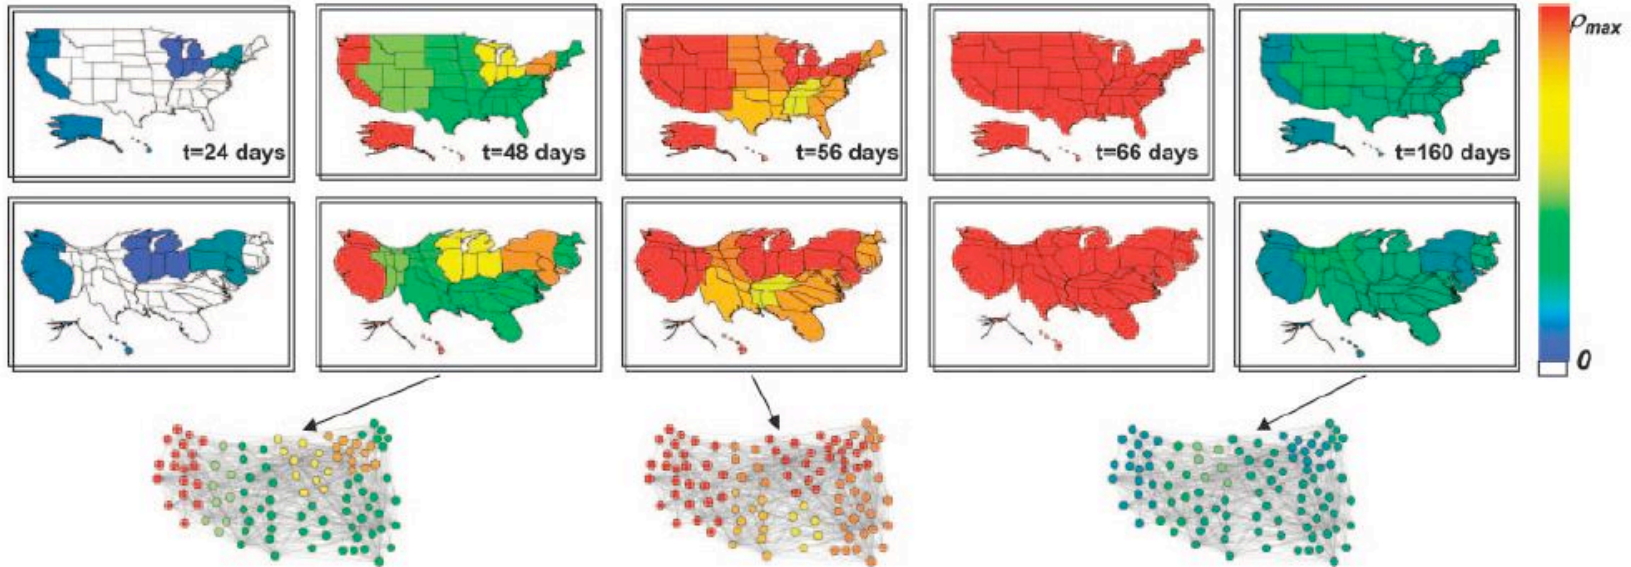 t=24 days
t=48 days
t=56 days
t=66 days
t=160 days
ρmax
0